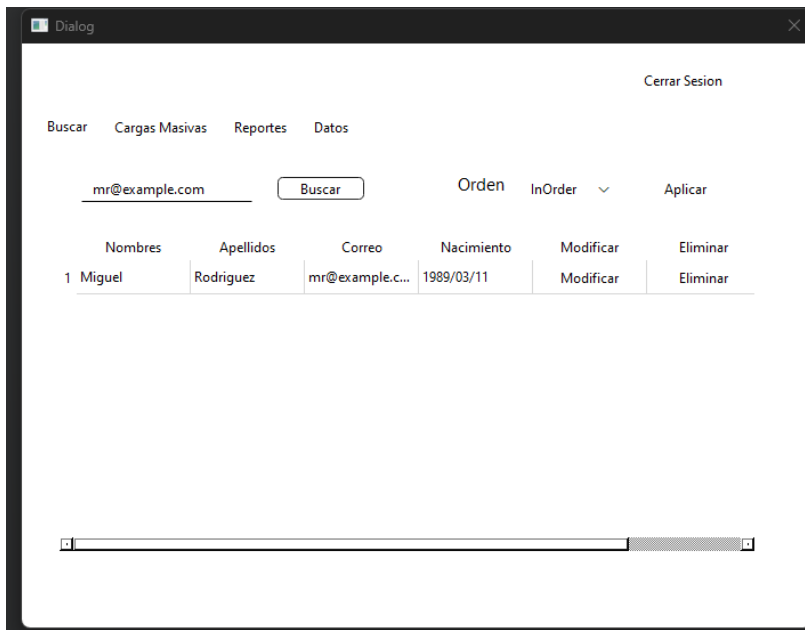 Dialog
Cerrar Sesion
Buscar Cargas Masivas Reportes Datos
mr@example.com Buscar Orden InOrder Aplicar
Nombres Apellidos Correo Nacimiento Modificar Eliminar
1 Miguel Rodriguez mr@example.c... 1989/03/11 Modificar Eliminar